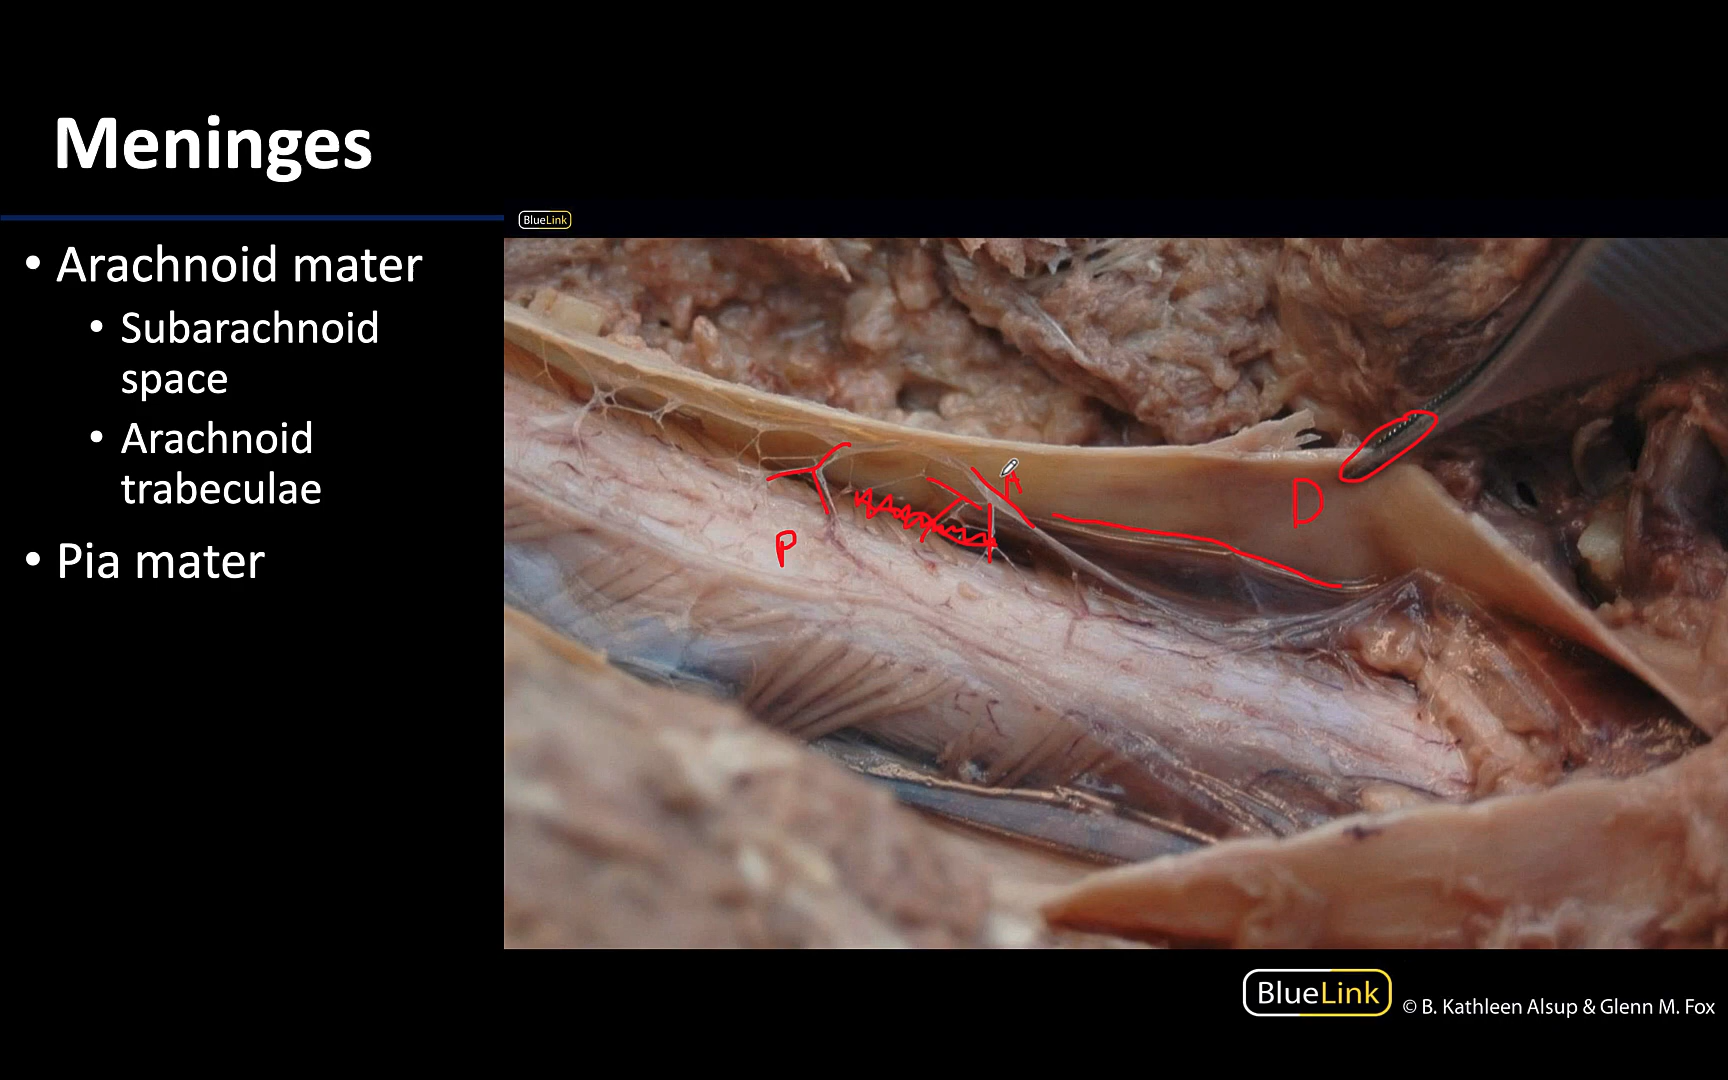 Meninges
BlueLink
• Arachnoid mater
• Subarachnoid
space
• Arachnoid
trabeculae
• Pia mater
A
D
P
BlueLink
© B. Kathleen Alsup & Glenn M. Fox